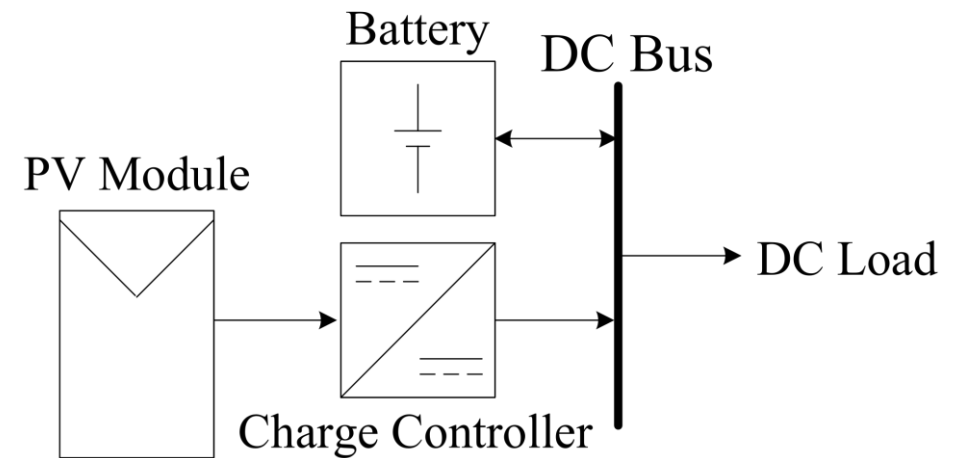 Battery
DC Bus
PV Module
DC Load
Charge Controller